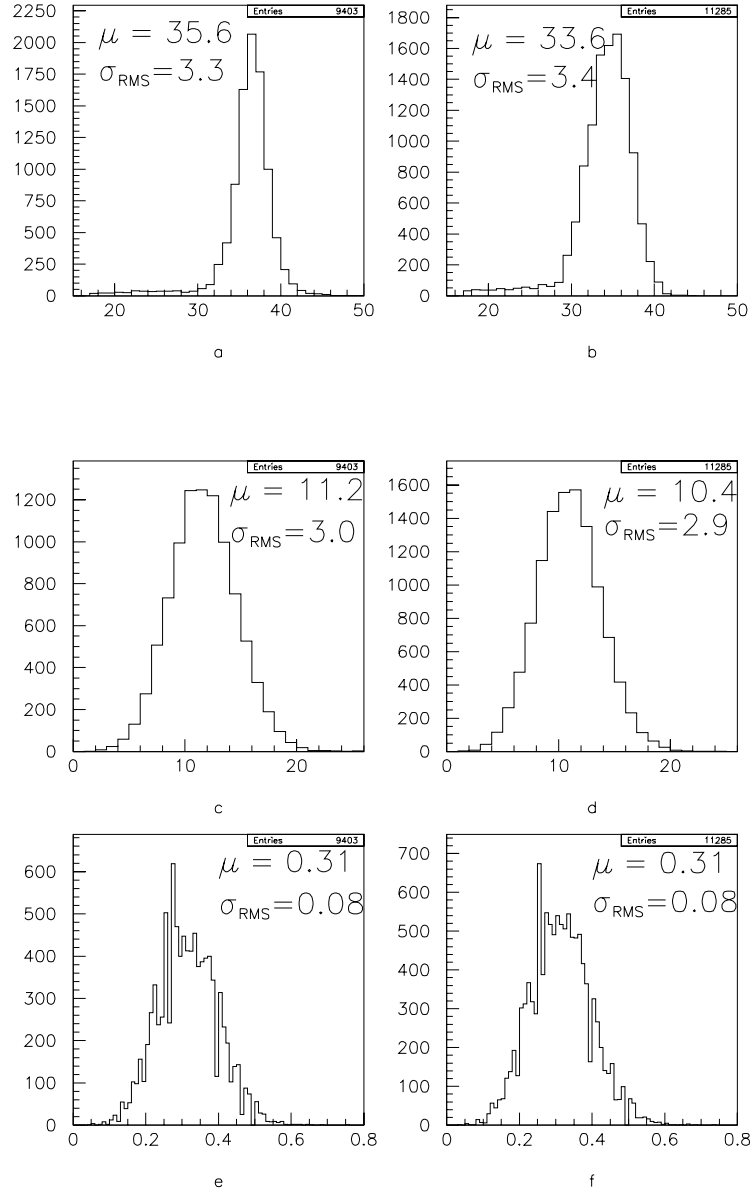 Entries 9403
μ = 35.6
σRMS=3.3
2250
2000
1750
1500
1250
1000
750
500
250
0
20 30 40 50
a
Entries 11285
μ = 33.6
σRMS=3.4
1800
1600
1400
1200
1000
800
600
400
200
0
20 30 40 50
b
Entries 9403
μ = 11.2
σRMS=3.0
1200
1000
800
600
400
200
0
0 10 20
c
Entries 11285
μ = 10.4
σRMS=2.9
1600
1400
1200
1000
800
600
400
200
0
0 10 20
d
Entries 9403
μ = 0.31
σRMS=0.08
600
500
400
300
200
100
0
0 0.2 0.4 0.6 0.8
e
Entries 11285
μ = 0.31
σRMS=0.08
700
600
500
400
300
200
100
0
0 0.2 0.4 0.6 0.8
f